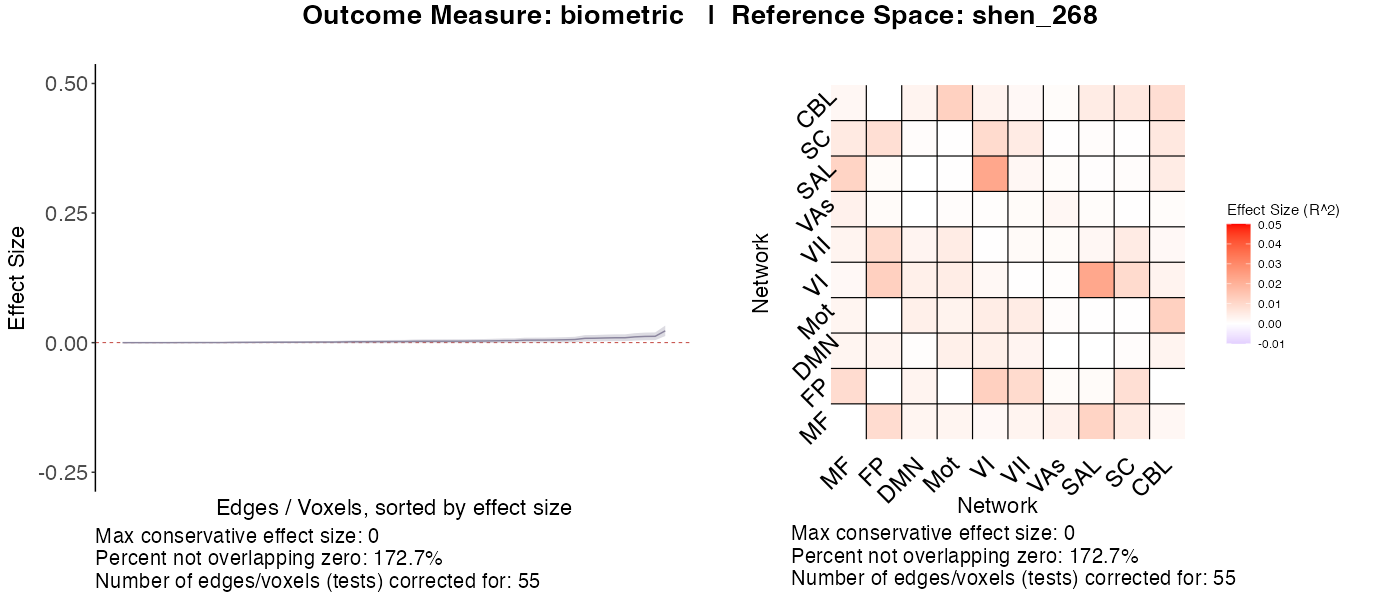 Outcome Measure: biometric | Reference Space: shen_268
0.50
0.25
0.00
-0.25
Effect Size
Edges / Voxels, sorted by effect size
Max conservative effect size: 0
Percent not overlapping zero: 172.7%
Number of edges/voxels (tests) corrected for: 55
Network
CBL
SC
SAL
VAs
VII
VI
Mot
DMN
FP
MF
MF FP DMN Mot VI VII VAs SAL SC CBL
Network
Max conservative effect size: 0
Percent not overlapping zero: 172.7%
Number of edges/voxels (tests) corrected for: 55
Effect Size (R^2)
0.05
0.04
0.03
0.02
0.01
0.00
-0.01